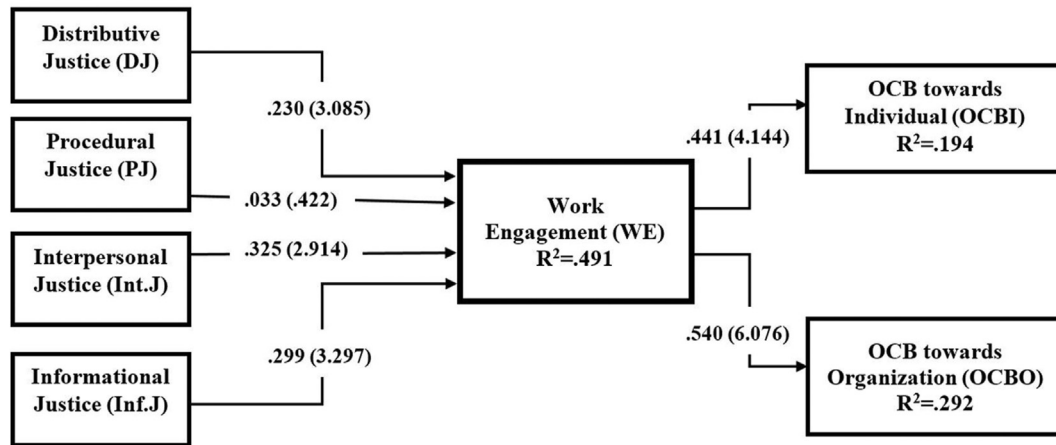 Distributive
Justice (DJ)
.230 (3.085)
Procedural
Justice (PJ)
.033 (.422)
Interpersonal
Justice (Int.J)
.325 (2.914)
Informational
Justice (Inf.J)
.299 (3.297)
Work
Engagement (WE)
R²=.491
.441 (4.144)
OCB towards
Individual (OCBI)
R²=.194
.540 (6.076)
OCB towards
Organization (OCBO)
R²=.292